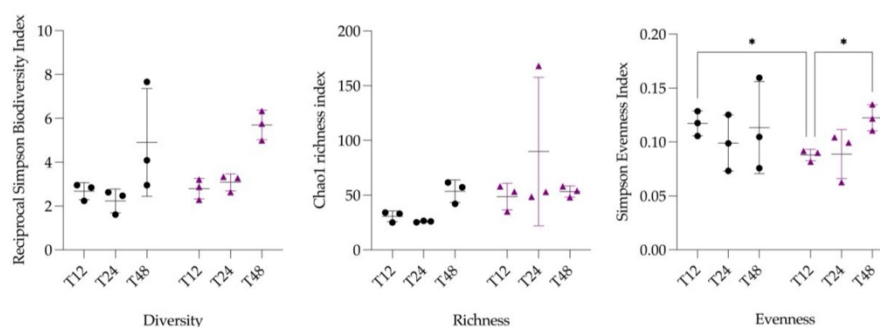 Reciprocal Simpson Biodiversity Index
10
8
6
4
2
0
T12 T24 T48 T12 T24 T48
Diversity
Chao1 richness index
200
150
100
50
0
T12 T24 T48 T12 T24 T48
Richness
Simpson Evenness Index
0.20
0.15
0.10
0.05
0.00
* *
T12 T24 T48 T12 T24 T48
Evenness